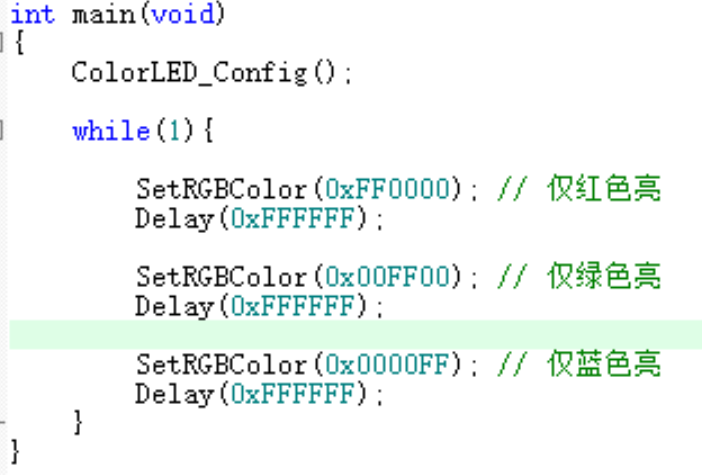 int main(void)
{
ColorLED_Config();
while(1){
SetRGBColor(0xFF0000); // 仅红色亮
Delay(0xFFFFFF);
SetRGBColor(0x00FF00); // 仅绿色亮
Delay(0xFFFFFF);
SetRGBColor(0x0000FF); // 仅蓝色亮
Delay(0xFFFFFF);
}
}